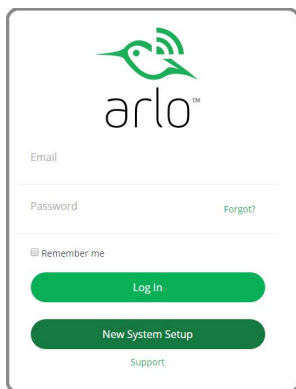 arlo™
Email
Password Forgot?
Remember me
Log In
New System Setup
Support